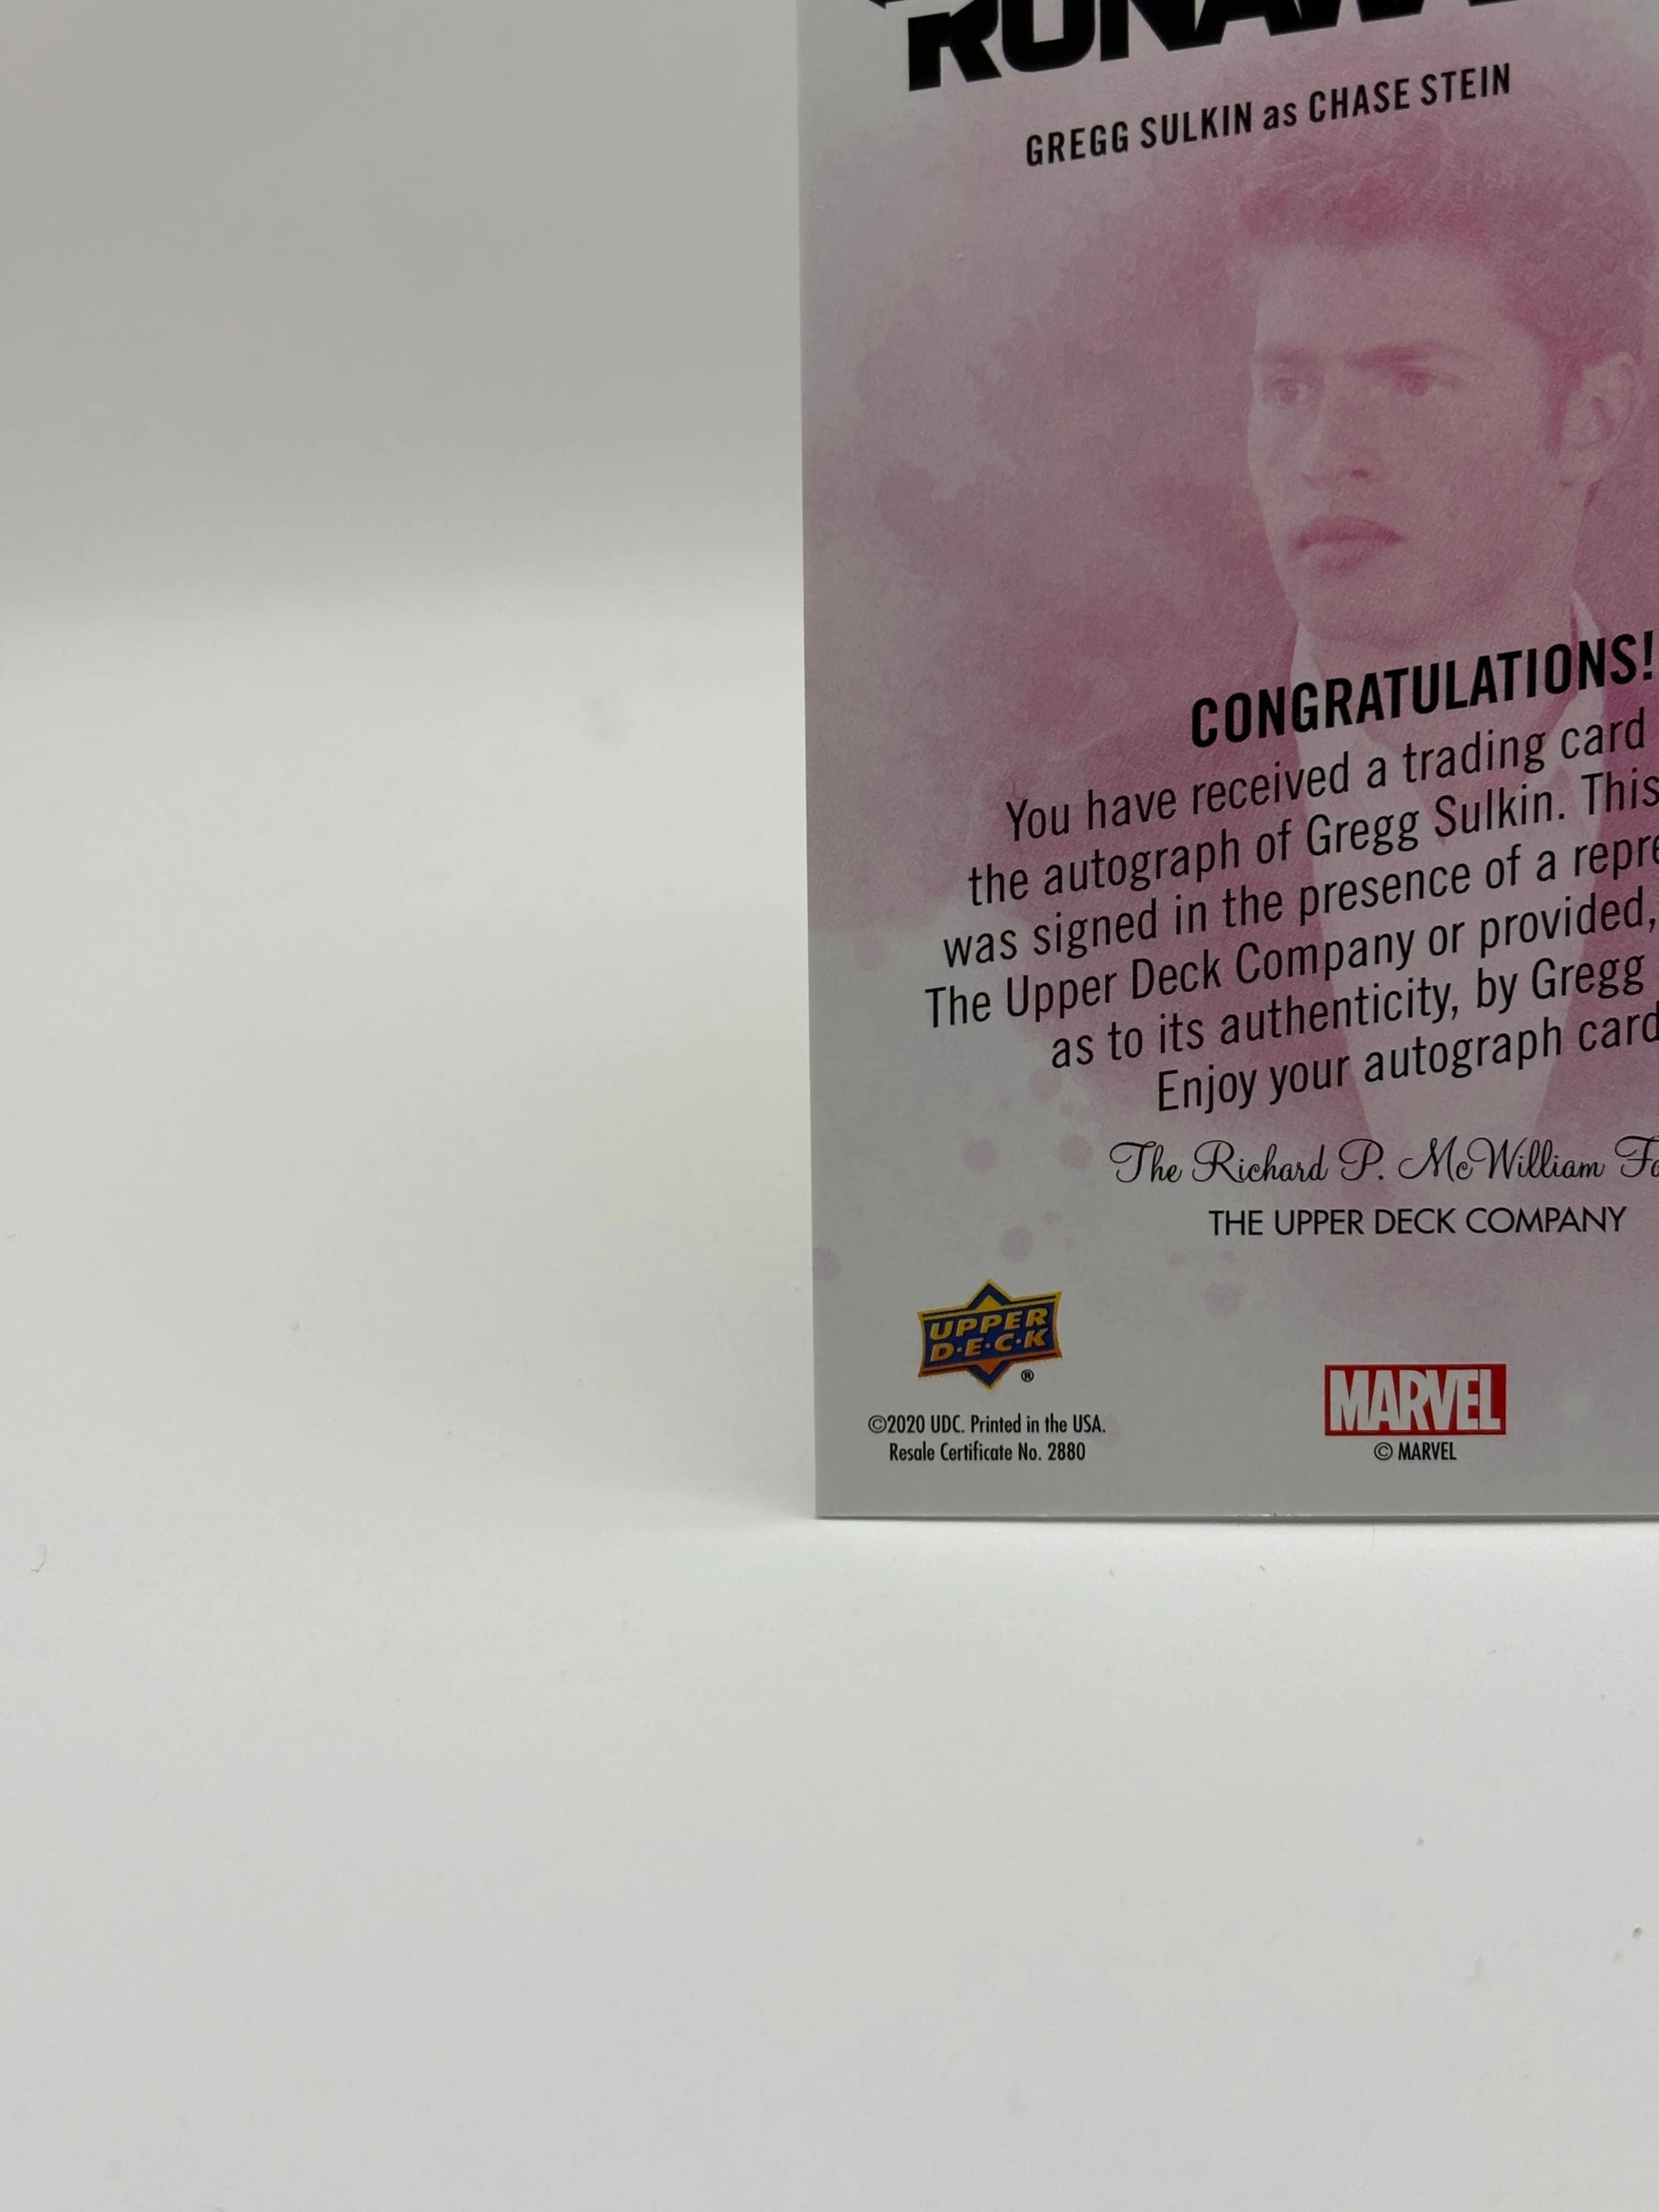 GREGG SULKIN as CHASE STEIN
CONGRATULATIONS!
You have received a trading card
the autograph of Gregg Sulkin. This
was signed in the presence of a
The Upper Deck Company or provided,
as to its authenticity, by Gregg
Enjoy your autograph card
The Richard P. McWilliam
THE UPPER DECK COMPANY
UPPER
D·E·C·K
®
©2020 UDC. Printed in the USA.
Resale Certificate No. 2880
MARVEL
© MARVEL